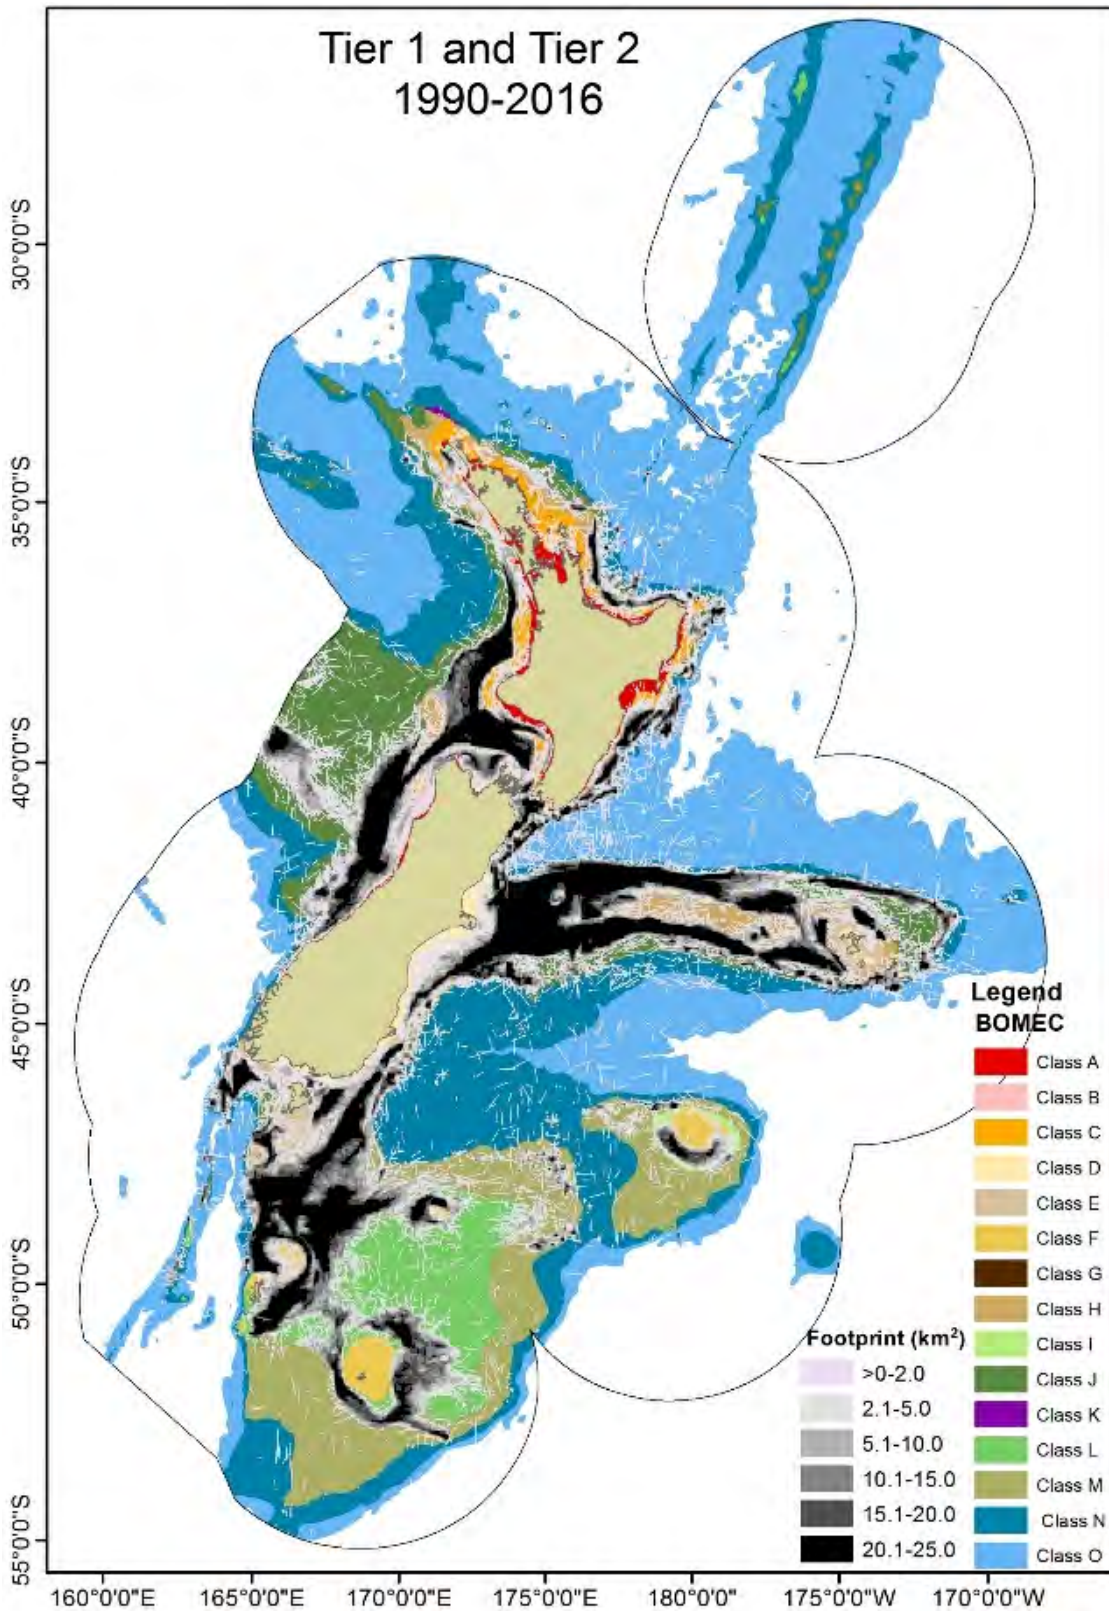 Tier 1 and Tier 2
1990-2016
30°0'0"S
35°0'0"S
40°0'0"S
45°0'0"S
50°0'0"S
55°0'0"S
Legend
BOMEC
Class A
Class B
Class C
Class D
Class E
Class F
Class G
Class H
Class I
Class J
Class K
Class L
Class M
Class N
Class O
Footprint (km²)
>0-2.0
2.1-5.0
5.1-10.0
10.1-15.0
15.1-20.0
20.1-25.0
160°0'0"E 165°0'0"E 170°0'0"E 175°0'0"E 180°0'0" 175°0'0"W 170°0'0"W